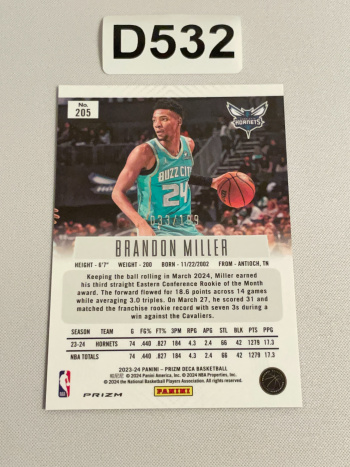 D532
No.
205
HORNETS
BUZZ CITY
24
093/199
BRANDON MILLER
HEIGHT - 6'7" WEIGHT - 200 BORN - 11/22/2002 FROM - ANTIOCH, TN
Keeping the ball rolling in March 2024, Miller earned
his third straight Eastern Conference Rookie of the Month
award. The forward flowed for 18.6 points across 14 games
while averaging 3.0 triples. On March 27, he scored 31 and
matched the franchise rookie record with seven 3s during a
win against the Cavaliers.
SEASON TEAM G FG% FT% 3PM RPG APG STL BLK PTS PPG
23-24 HORNETS 74 .440 .827 184 4.3 2.4 66 42 1279 17.3
NBA TOTALS 74 .440 .827 184 4.3 2.4 66 42 1279 17.3
2023-24 PANINI - PRIZM DECA BASKETBALL
© 2024 Panini America, Inc. © 2024 NBA Properties, Inc.
© 2024 National Basketball Players Association. All rights reserved.
PRIZM
PANINI